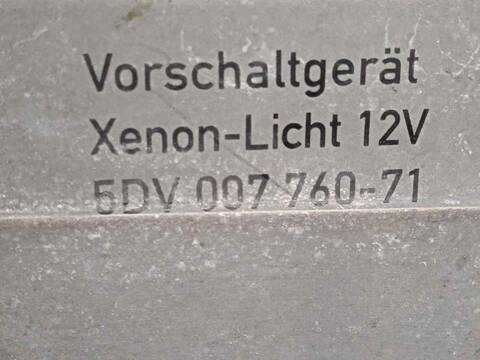 Vorschaltgerät
Xenon-Licht 12V
5DV 007 760-71